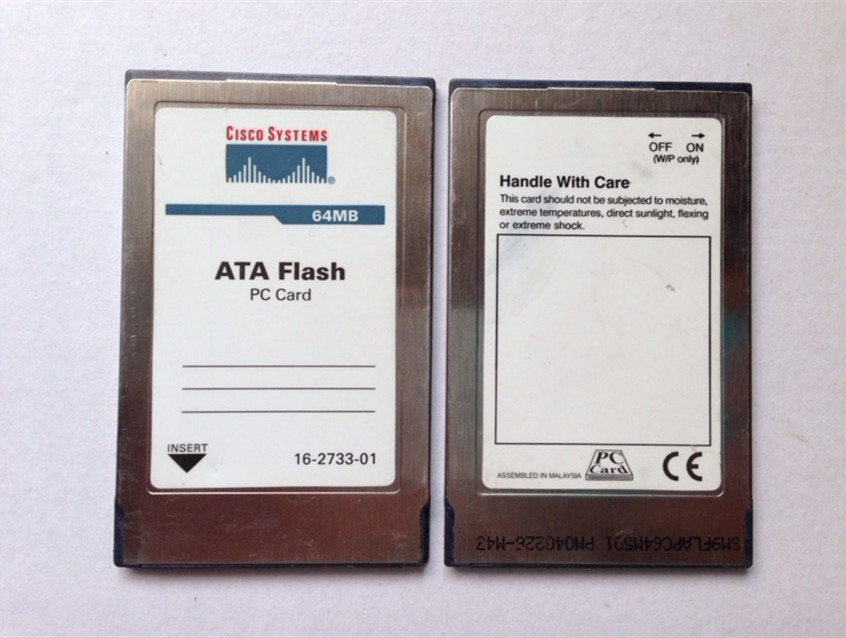 CISCO SYSTEMS
®
64MB
ATA Flash
PC Card
INSERT
16-2733-01
OFF ON
(W/P only)
Handle With Care
This card should not be subjected to moisture,
extreme temperatures, direct sunlight, flexing
or extreme shock.
ASSEMBLED IN MALAYSIA
PC
Card
CE
SM9FLAPC64M501 PM040226-M43